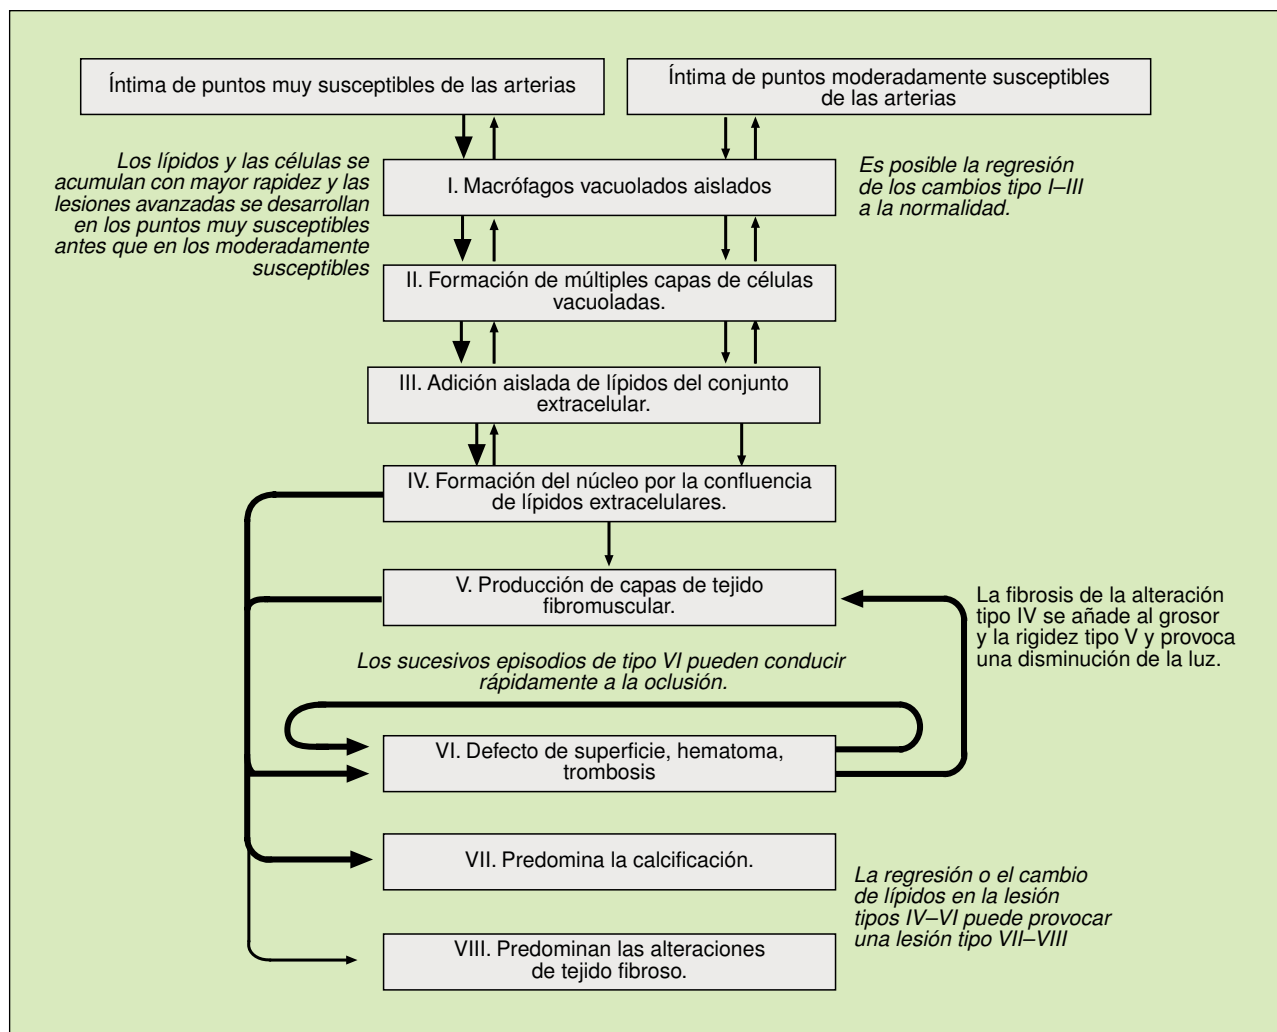 Íntima de puntos muy susceptibles de las arterias
Íntima de puntos moderadamente susceptibles
de las arterias
Los lípidos y las células se
acumulan con mayor rapidez y las
lesiones avanzadas se desarrollan
en los puntos muy susceptibles
antes que en los moderadamente
susceptibles
I. Macrófagos vacuolados aislados
Es posible la regresión
de los cambios tipo I–III
a la normalidad.
II. Formación de múltiples capas de células
vacuoladas.
III. Adición aislada de lípidos del conjunto
extracelular.
IV. Formación del núcleo por la confluencia
de lípidos extracelulares.
V. Producción de capas de tejido
fibromuscular.
La fibrosis de la alteración
tipo IV se añade al grosor
y la rigidez tipo V y provoca
una disminución de la luz.
Los sucesivos episodios de tipo VI pueden conducir
rápidamente a la oclusión.
VI. Defecto de superficie, hematoma,
trombosis
VII. Predomina la calcificación.
La regresión o el cambio
de lípidos en la lesión
tipos IV–VI puede provocar
una lesión tipo VII–VIII
VIII. Predominan las alteraciones
de tejido fibroso.